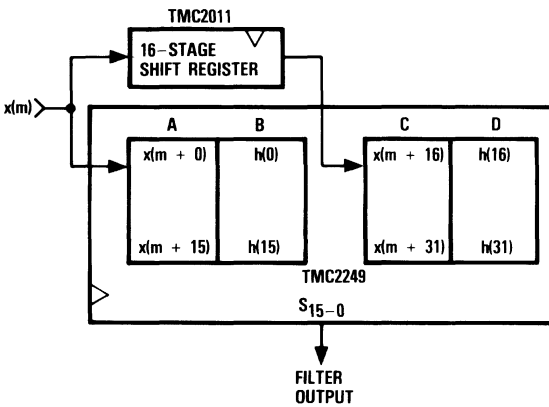 TMC2011
16-STAGE
SHIFT REGISTER
x(m)
A B C D
x(m + 0) h(0) x(m + 16) h(16)
x(m + 15) h(15) x(m + 31) h(31)
TMC2249
S15-0
FILTER
OUTPUT